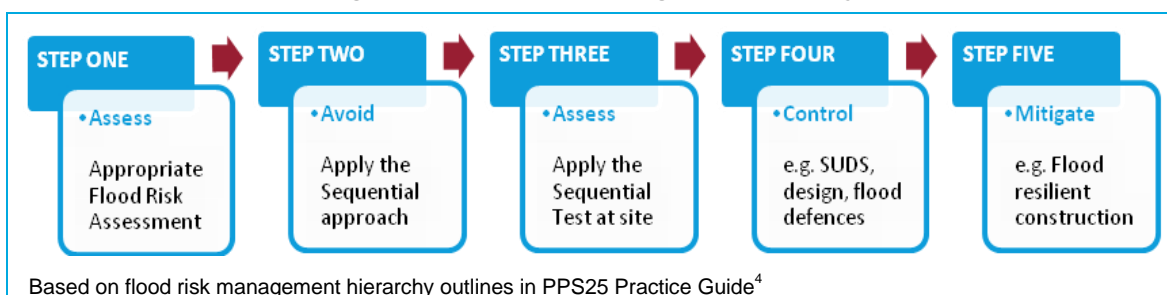 STEP ONE
•Assess
Appropriate
Flood Risk
Assessment
STEP TWO
•Avoid
Apply the
Sequential
approach
STEP THREE
•Assess
Apply the
Sequential
Test at site
STEP FOUR
•Control
e.g. SUDS,
design, flood
defences
STEP FIVE
•Mitigate
e.g. Flood
resilient
construction
Based on flood risk management hierarchy outlines in PPS25 Practice Guide4